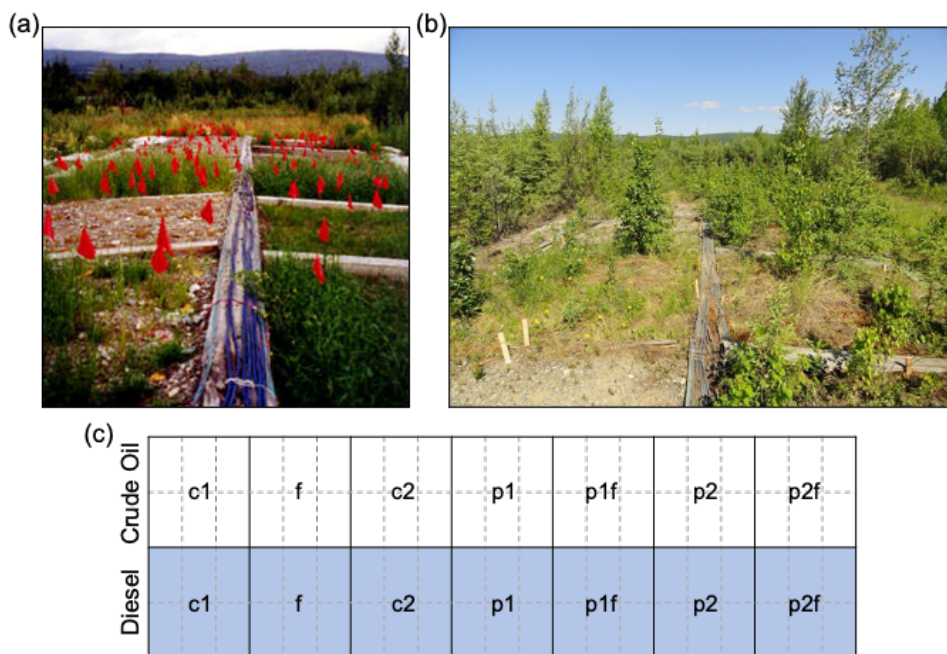 (a)
(b)
(c)
Crude Oil
c1 f c2 p1 p1f p2 p2f
Diesel
c1 f c2 p1 p1f p2 p2f